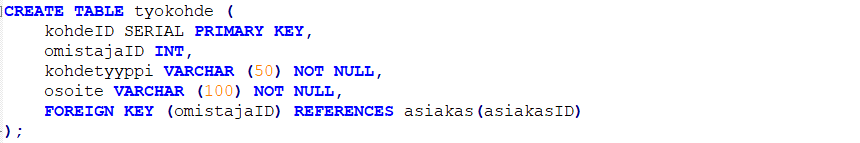 CREATE TABLE tyokohde (
    kohdeID SERIAL PRIMARY KEY,
    omistajaID INT,
    kohdetyyppi VARCHAR (50) NOT NULL,
    osoite VARCHAR (100) NOT NULL,
    FOREIGN KEY (omistajaID) REFERENCES asiakas(asiakasID)
);